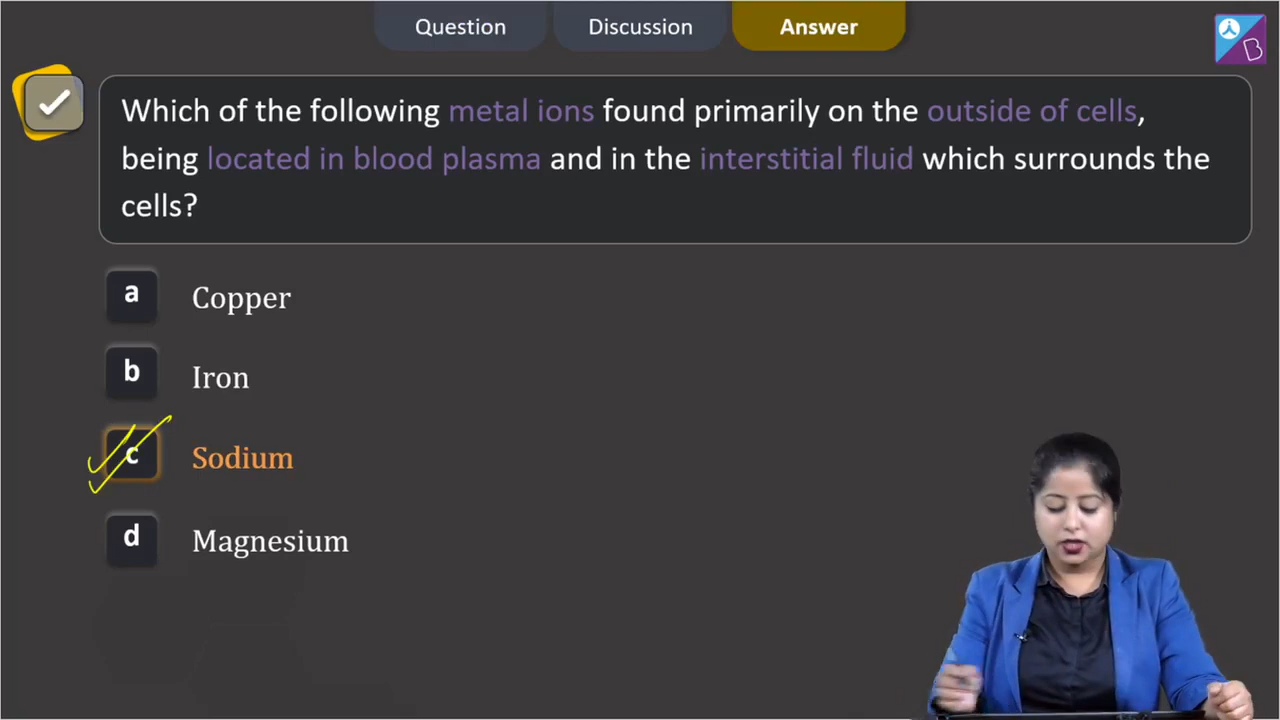 Question
Discussion
Answer
B
Which of the following metal ions found primarily on the outside of cells,
being located in blood plasma and in the interstitial fluid which surrounds the
cells?
a Copper
b Iron
c Sodium
d Magnesium